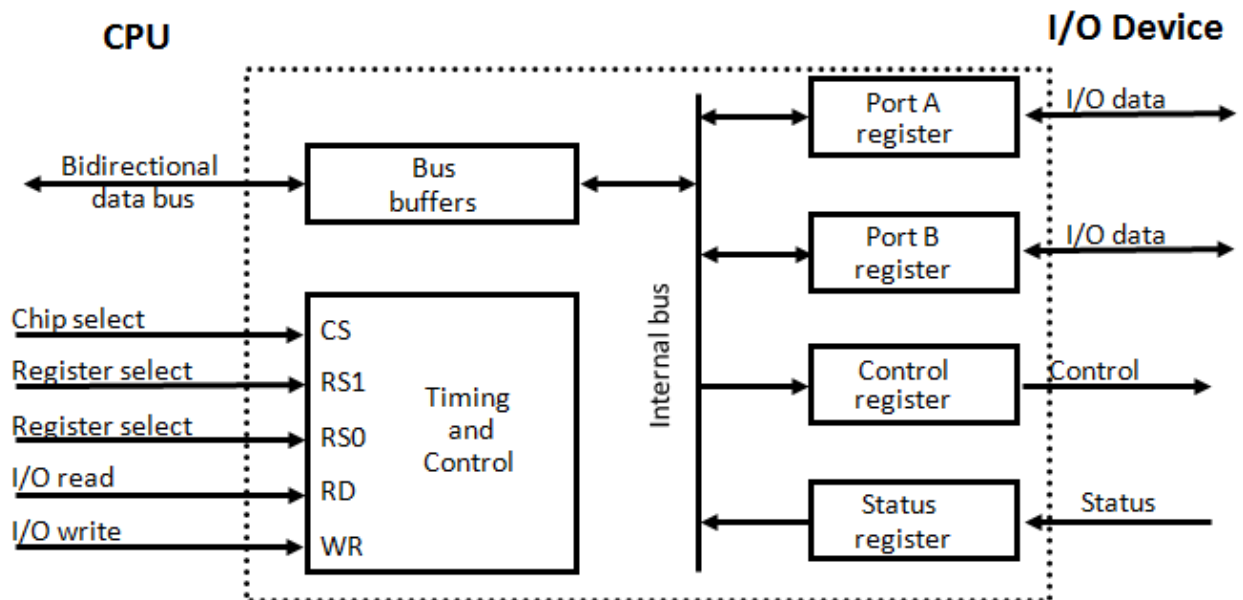 CPU
I/O Device
Bidirectional
data bus
Bus
buffers
Port A
register
I/O data
Port B
register
I/O data
Internal bus
Chip select
Register select
Register select
I/O read
I/O write
CS
RS1
RS0
RD
WR
Timing
and
Control
Control
register
Control
Status
register
Status